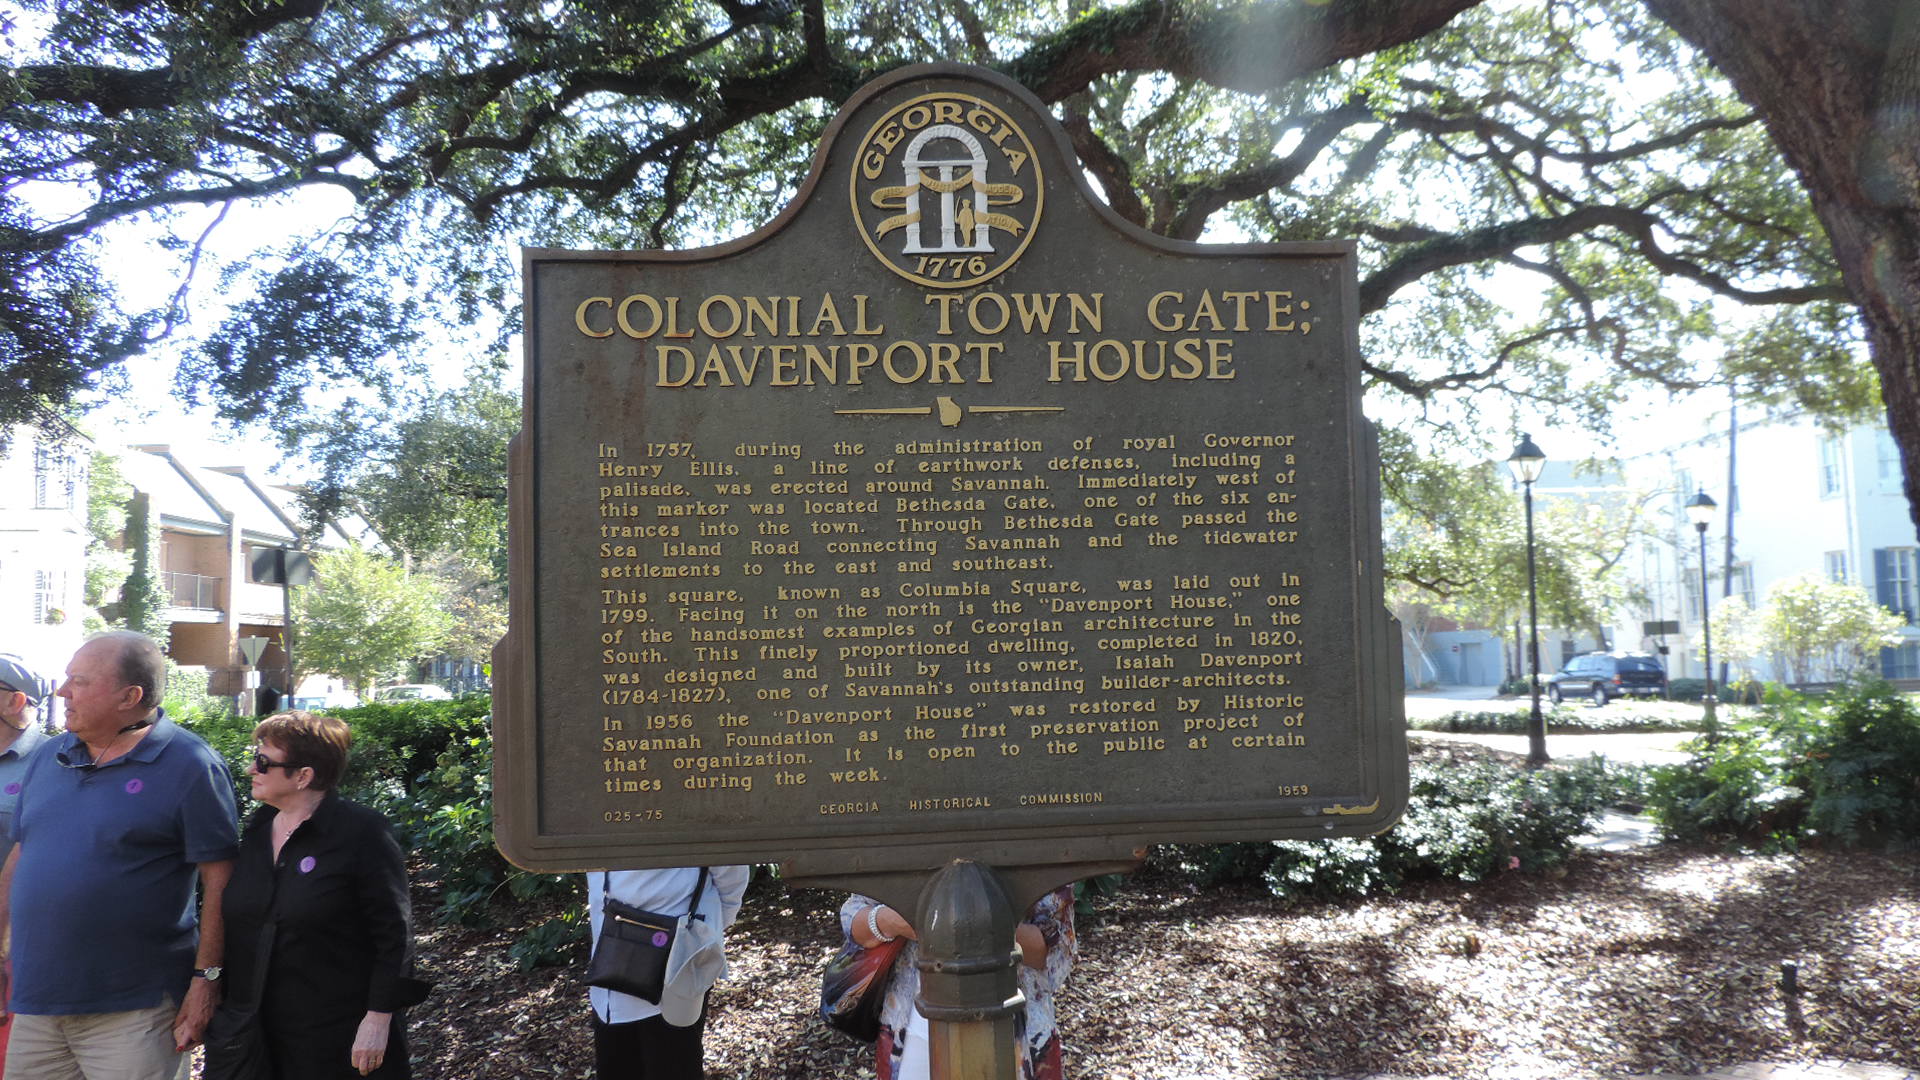 GEORGIA
1776
COLONIAL TOWN GATE;
DAVENPORT HOUSE
In 1757, during the administration of royal Governor
Henry Ellis, a line of earthwork defenses, including a
palisade, was erected around Savannah. Immediately west of
this marker was located Bethesda Gate, one of the six en-
trances into the town. Through Bethesda Gate passed the
Sea Island Road connecting Savannah and the tidewater
settlements to the east and southeast.
This square, known as Columbia Square, was laid out in
1799. Facing it on the north is the "Davenport House," one
of the handsomest examples of Georgian architecture in the
South. This finely proportioned dwelling, completed in 1820,
was designed and built by its owner, Isaiah Davenport
(1784-1827), one of Savannah's outstanding builder-architects.
In 1956 the "Davenport House" was restored by Historic
Savannah Foundation as the first preservation project of
that organization. It is open to the public at certain
times during the week.
025-75 GEORGIA HISTORICAL COMMISSION 1959